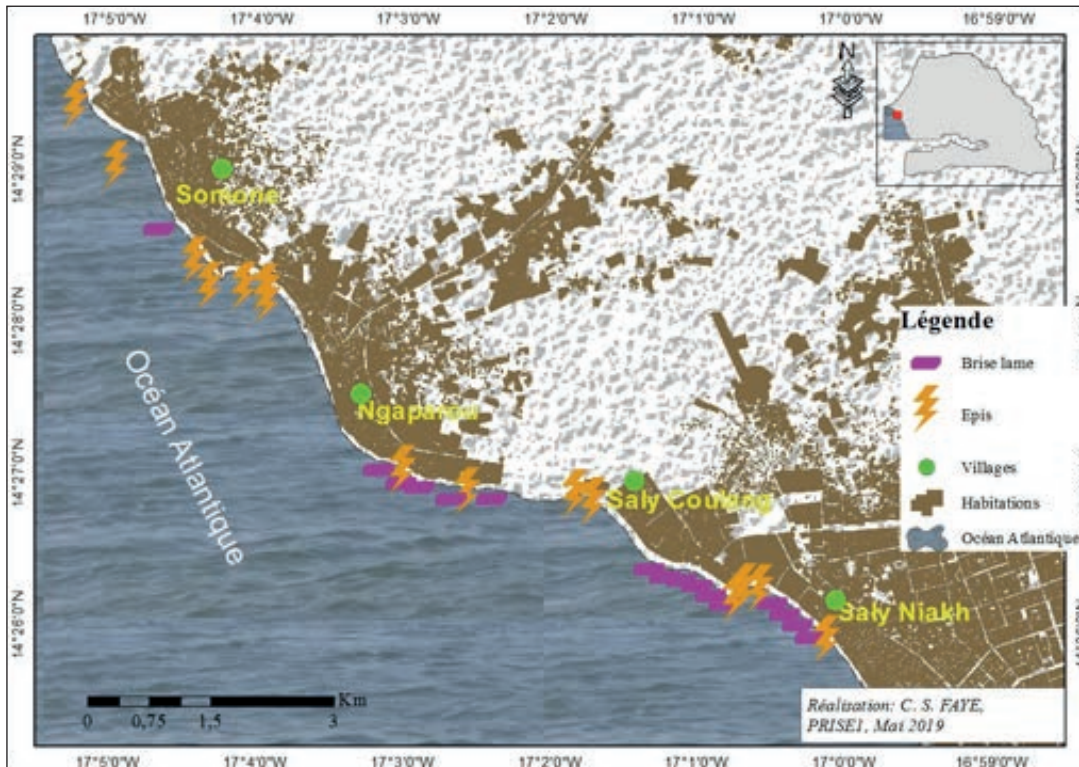 17°5'0"W 17°4'0"W 17°3'0"W 17°2'0"W 17°1'0"W 17°0'0"W 16°59'0"W
N
14°29'0"N
Somone
14°28'0"N
Légende
Brise lame
Epis
Villages
Habitations
Océan Atlantique
Océan Atlantique
Ngaparou
14°27'0"N
Saly Coulang
14°26'0"N
Saly Niakh
Km
0 0,75 1,5 3
Réalisation: C. S. FAYE,
PRISE1, Mai 2019
17°5'0"W 17°4'0"W 17°3'0"W 17°2'0"W 17°1'0"W 17°0'0"W 16°59'0"W